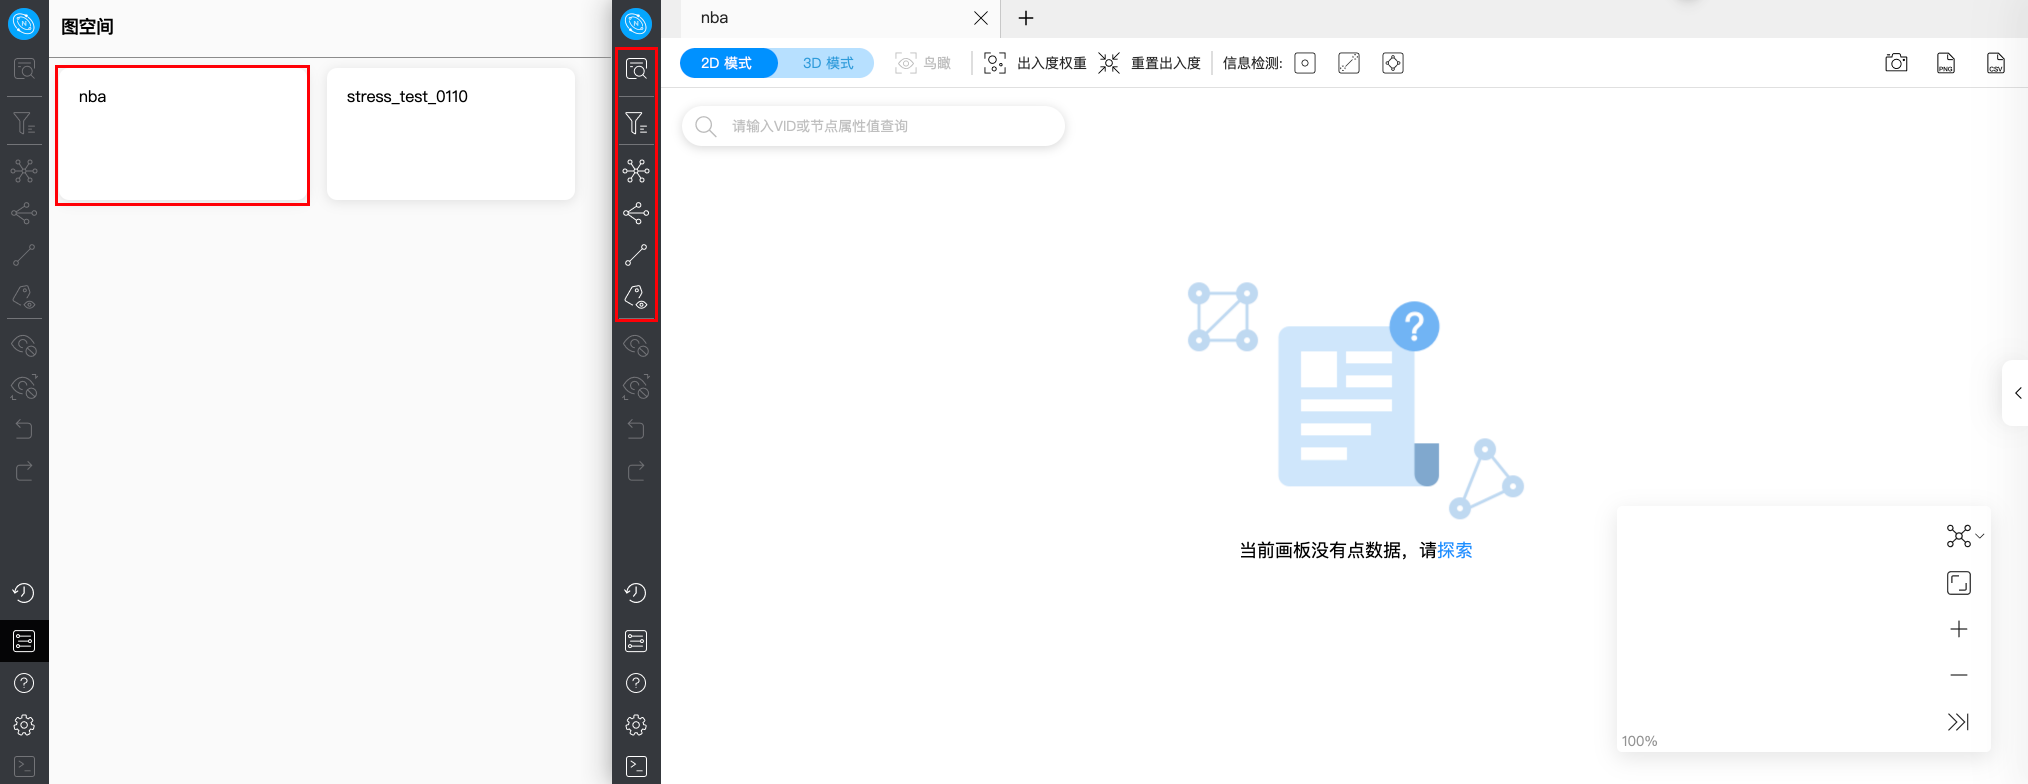 图空间
nba
stress_test_0110
nba
2D 模式
3D 模式
鸟瞰
出入度权重
重置出入度
信息检测:
PNG
CSV
请输入VID或节点属性值查询
当前画板没有点数据，请探索
100%